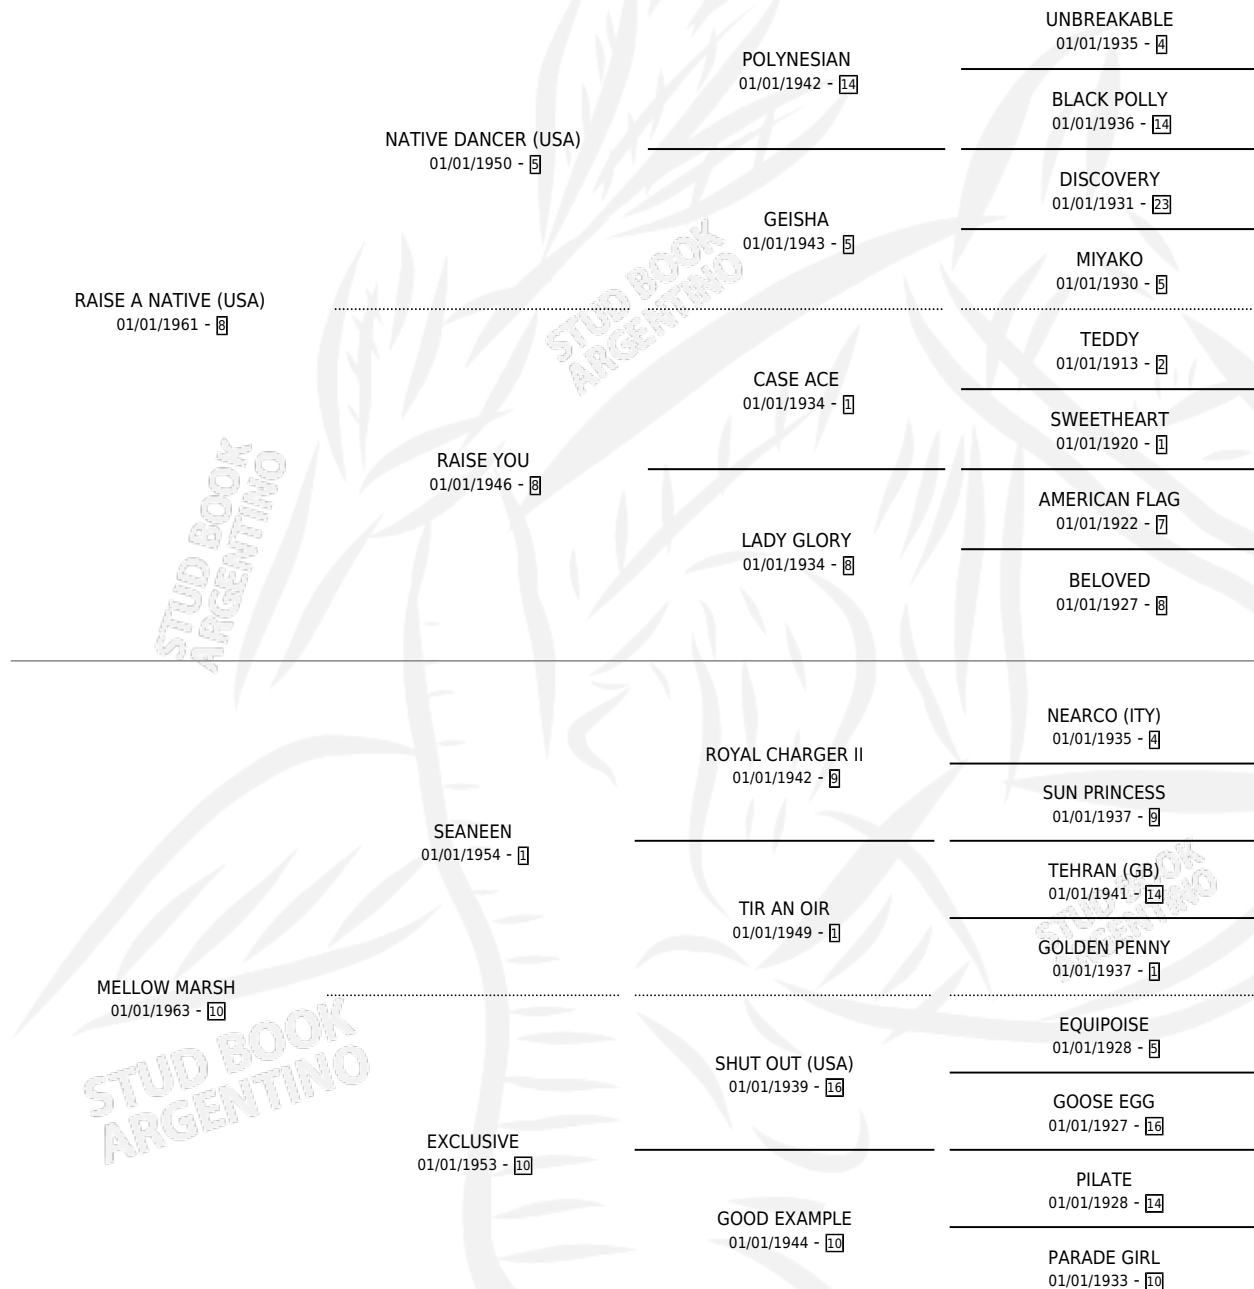 UNBREAKABLE
01/01/1935 - 4
POLYNESIAN
01/01/1942 - 14
BLACK POLLY
01/01/1936 - 14
NATIVE DANCER (USA)
01/01/1950 - 5
DISCOVERY
01/01/1931 - 23
GEISHA
01/01/1943 - 5
MIYAKO
01/01/1930 - 5
RAISE A NATIVE (USA)
01/01/1961 - 8
TEDDY
01/01/1913 - 2
CASE ACE
01/01/1934 - 1
SWEETHEART
01/01/1920 - 1
RAISE YOU
01/01/1946 - 8
AMERICAN FLAG
01/01/1922 - 7
LADY GLORY
01/01/1934 - 8
BELOVED
01/01/1927 - 8
NEARCO (ITY)
01/01/1935 - 4
ROYAL CHARGER II
01/01/1942 - 9
SUN PRINCESS
01/01/1937 - 9
SEANEEN
01/01/1954 - 1
TEHRAN (GB)
01/01/1941 - 14
TIR AN OIR
01/01/1949 - 1
GOLDEN PENNY
01/01/1937 - 1
MELLOW MARSH
01/01/1963 - 10
EQUIPOISE
01/01/1928 - 5
SHUT OUT (USA)
01/01/1939 - 16
GOOSE EGG
01/01/1927 - 16
EXCLUSIVE
01/01/1953 - 10
PILATE
01/01/1928 - 14
GOOD EXAMPLE
01/01/1944 - 10
PARADE GIRL
01/01/1933 - 10
STUD BOOK
ARGENTINO
STUD BOOK
ARGENTINO
STUD BOOK
ARGENTINO
STUD BOOK
ARGENTINO